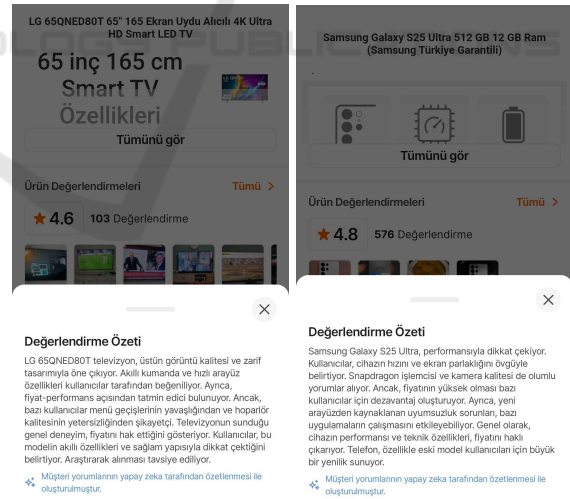 LG 65QNED80T 65" 165 Ekran Uydu Alıcılı 4K Ultra
HD Smart LED TV
65 inç 165 cm
Smart TV
Özellikleri
Tümünü gör
Ürün Değerlendirmeleri
Tümü >
4.6 103 Değerlendirme
Değerlendirme Özeti
LG 65QNED80T televizyon, üstün görüntü kalitesi ve zarif
tasarımıyla öne çıkıyor. Akıllı kumanda ve hızlı arayüz
özellikleri kullanıcılar tarafından beğeniliyor. Ayrıca,
fiyat-performans açısından tatmin edici bulunuyor. Ancak,
bazı kullanıcılar menü geçişlerinin yavaşlığından ve hoparlör
kalitesinin yetersizliğinden şikayetçi. Televizyonun sunduğu
genel deneyim, fiyatını hak ettiğini gösteriyor. Kullanıcılar, bu
modelin akıllı özellikleri ve sağlam yapısıyla dikkat çektiğini
belirtiyor. Araştırarak alınması tavsiye ediliyor.
Müşteri yorumlarının yapay zeka tarafından özetlenmesi ile
oluşturulmuştur.
Samsung Galaxy S25 Ultra 512 GB 12 GB Ram
(Samsung Türkiye Garantili)
.
Tümünü gör
Ürün Değerlendirmeleri
Tümü >
4.8 576 Değerlendirme
Değerlendirme Özeti
Samsung Galaxy S25 Ultra, performansıyla dikkat çekiyor.
Kullanıcılar, cihazın hızını ve ekran parlaklığını övgüyle
belirtiyor. Snapdragon işlemcisi ve kamera kalitesi de olumlu
yorumlar alıyor. Ancak, fiyatının yüksek olması bazı
kullanıcılar için dezavantaj oluşturuyor. Ayrıca, yeni
arayüzden kaynaklanan uyumsuzluk sorunları, bazı
uygulamaların çalışmasını etkileyebiliyor. Genel olarak,
cihazın performansı ve teknik özellikleri, fiyatını haklı
çıkarıyor. Telefon, özellikle eski model kullanıcıları için büyük
bir yenilik sunuyor.
Müşteri yorumlarının yapay zeka tarafından özetlenmesi ile
oluşturulmuştur.